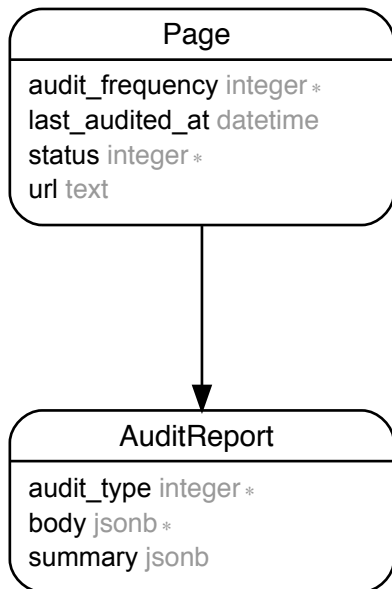 Page
audit_frequency integer *
last_audited_at datetime
status integer *
url text
AuditReport
audit_type integer *
body jsonb *
summary jsonb